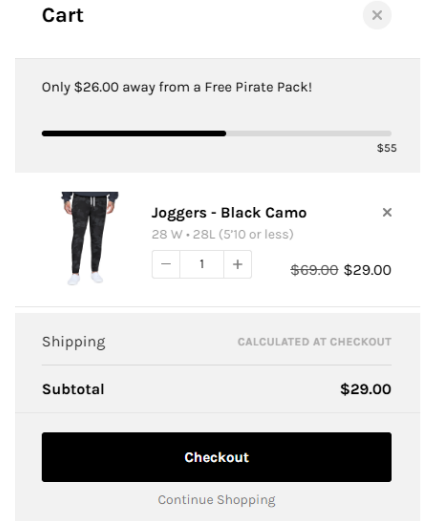 Cart
Only $26.00 away from a Free Pirate Pack!
$55
Joggers - Black Camo
28 W • 28L (5'10 or less)
− 1 +
$69.00 $29.00
Shipping CALCULATED AT CHECKOUT
Subtotal $29.00
Checkout
Continue Shopping